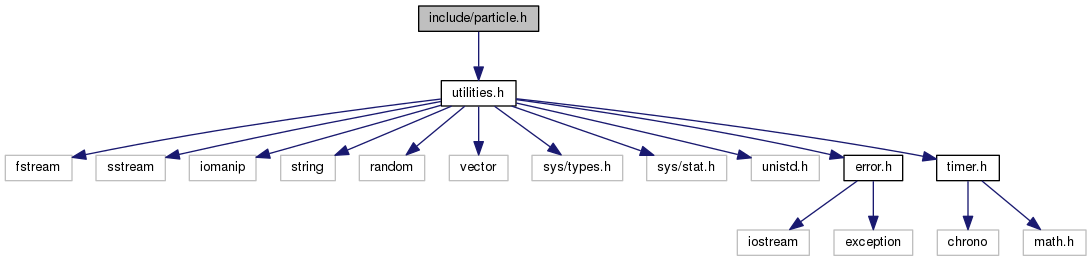 include/particle.h
utilities.h
fstream
sstream
iomanip
string
random
vector
sys/types.h
sys/stat.h
unistd.h
error.h
timer.h
iostream
exception
chrono
math.h